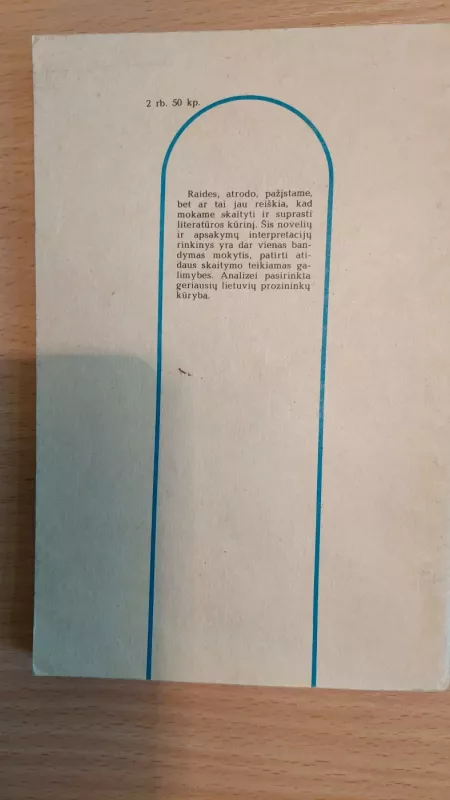 2 rb. 50 kp.
Raides, atrodo, pažįstame,
bet ar tai jau reiškia, kad
mokame skaityti ir suprasti
literatūros kūrinį. Šis novelių
ir apsakymų interpretacijų
rinkinys yra dar vienas ban-
dymas mokytis, patirti ati-
daus skaitymo teikiamas ga-
limybes. Analizei pasirinkta
geriausių lietuvių prozininkų
kūryba.